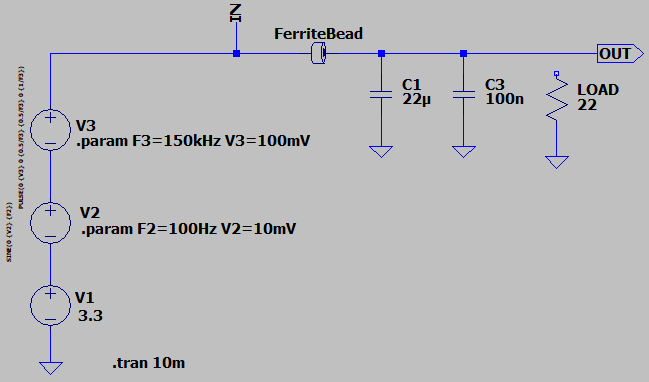 IN
FerriteBead
OUT
C1
22µ
C3
100n
LOAD
22
PULSE(0 {V3} 0 {0.5/F3} {0.5/F3} 0 {1/F3})
V3
.param F3=150kHz V3=100mV
SINE(0 {V2} {F2})
V2
.param F2=100Hz V2=10mV
V1
3.3
.tran 10m